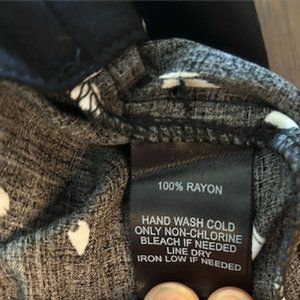 100% RAYON
HAND WASH COLD
ONLY NON-CHLORINE
BLEACH IF NEEDED
LINE DRY
IRON LOW IF NEEDED